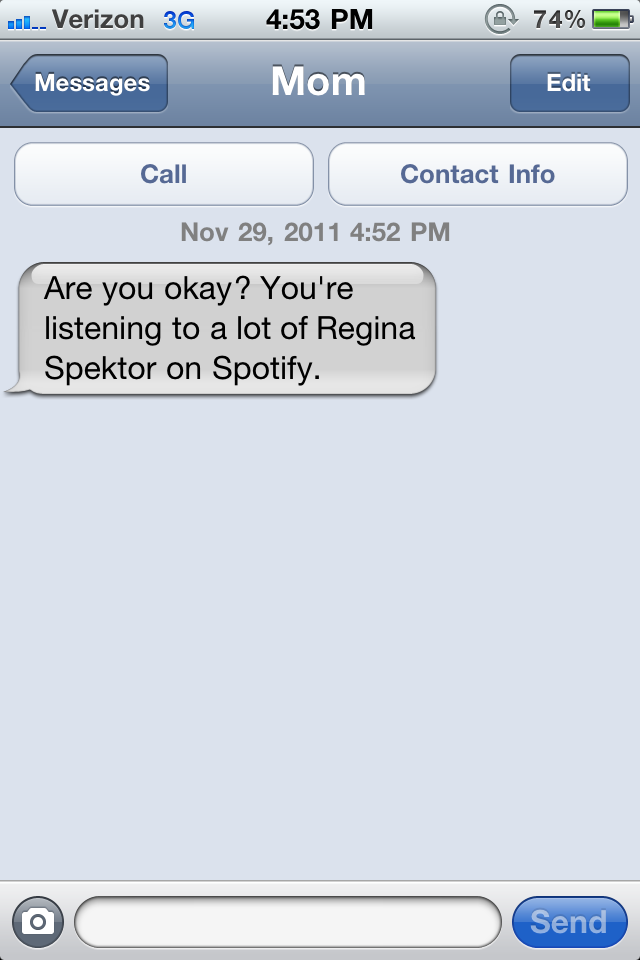 Verizon 3G 4:53 PM 74%
Messages Mom Edit
Call Contact Info
Nov 29, 2011 4:52 PM
Are you okay? You're
listening to a lot of Regina
Spektor on Spotify.
Send